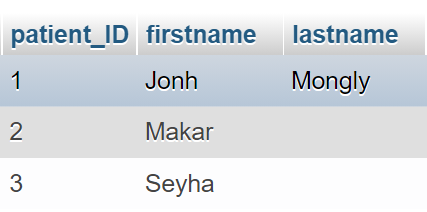 patient_ID firstname lastname
1 Jonh Mongly
2 Makar
3 Seyha